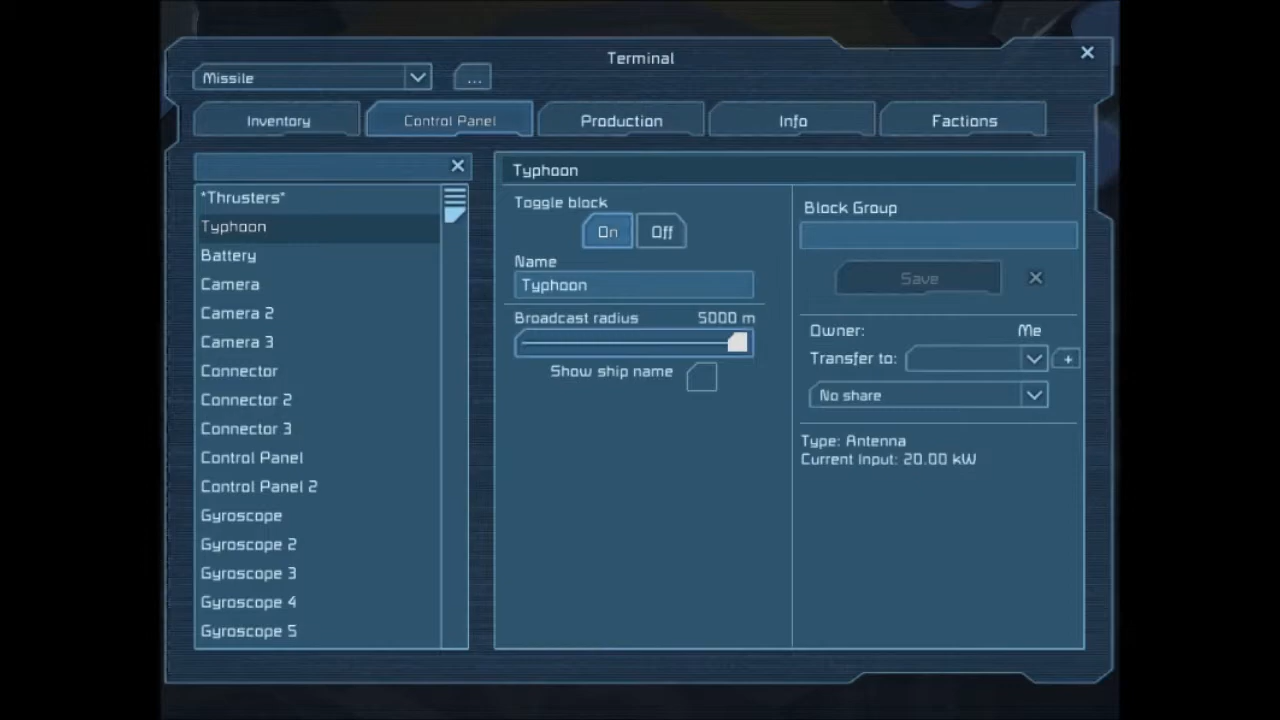 Terminal
Missile
...
Inventory
Control Panel
Production
Info
Factions
*Thrusters*
Typhoon
Battery
Camera
Camera 2
Camera 3
Connector
Connector 2
Connector 3
Control Panel
Control Panel 2
Gyroscope
Gyroscope 2
Gyroscope 3
Gyroscope 4
Gyroscope 5
Typhoon
Toggle block
On Off
Name
Typhoon
Broadcast radius 5000 m
Show ship name
Block Group
Save
Owner: Me
Transfer to:
No share
Type: Antenna
Current Input: 20.00 kW